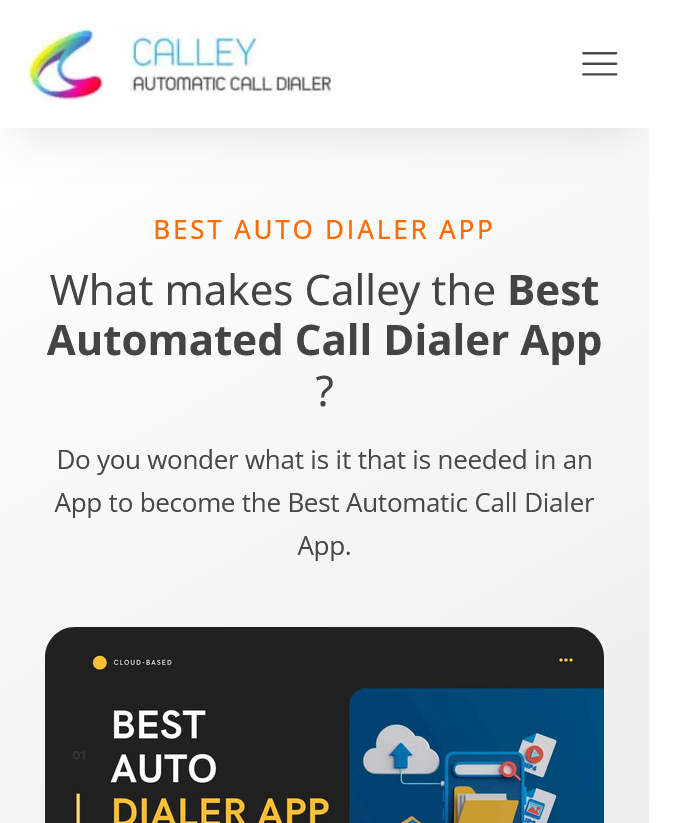 CALLEY
AUTOMATIC CALL DIALER
BEST AUTO DIALER APP
What makes Calley the Best
Automated Call Dialer App
?
Do you wonder what is it that is needed in an
App to become the Best Automatic Call Dialer
App.
CLOUD-BASED
BEST
01
AUTO
DIALER APP
MP4